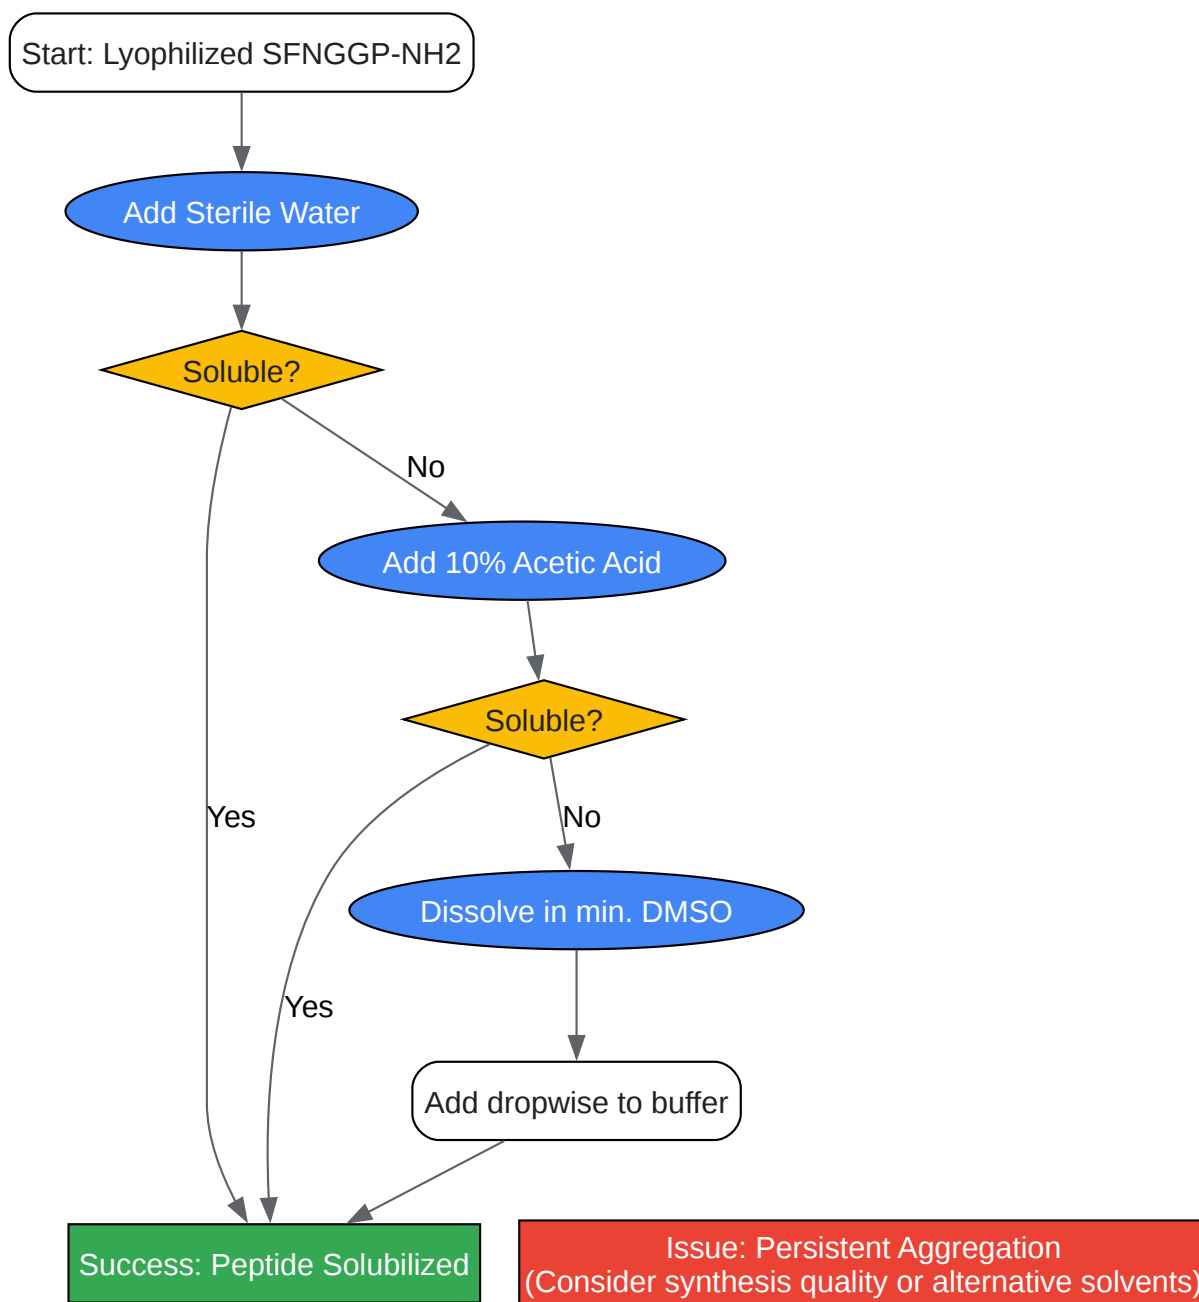 Start: Lyophilized SFNGGP-NH2
Add Sterile Water
Soluble?
No
Add 10% Acetic Acid
Soluble?
Yes
No
Dissolve in min. DMSO
Yes
Add dropwise to buffer
Success: Peptide Solubilized
Issue: Persistent Aggregation
(Consider synthesis quality or alternative solvents)